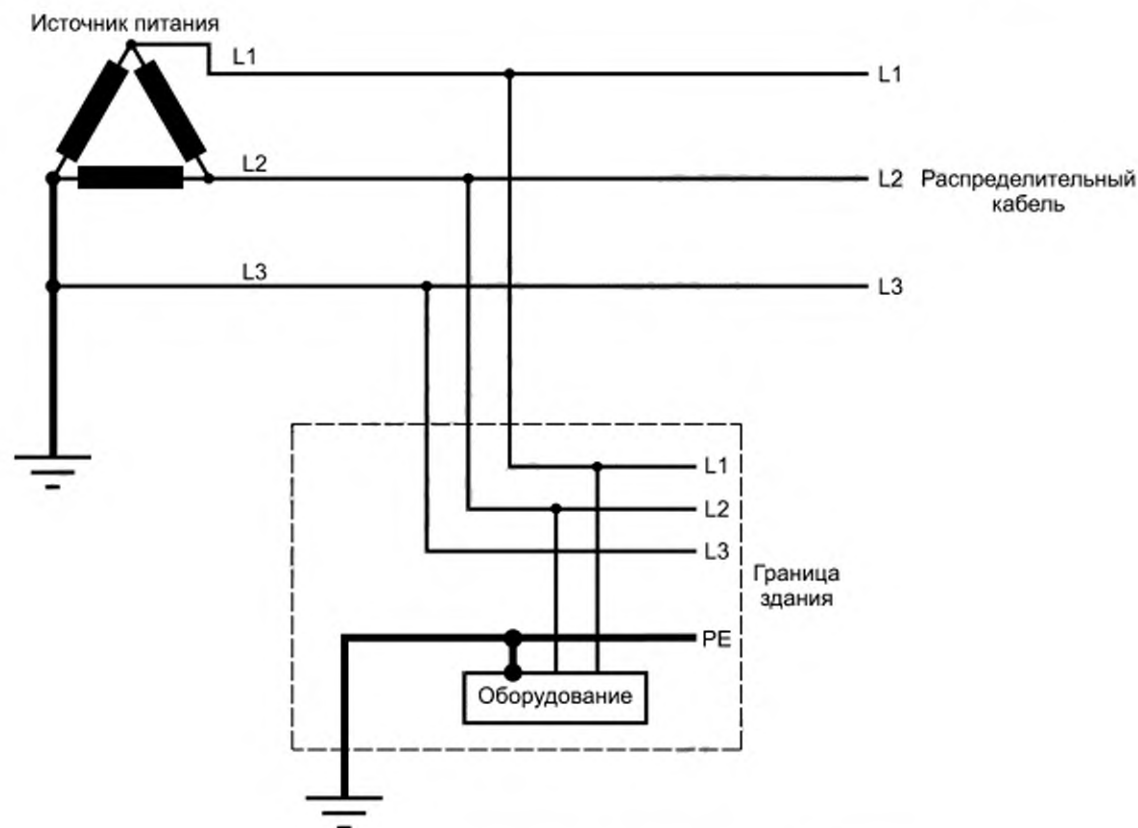 Источник питания
L1
L1
L2
L2
Распределительный
кабель
L3
L3
L1
L2
L3
Граница
здания
PE
Оборудование